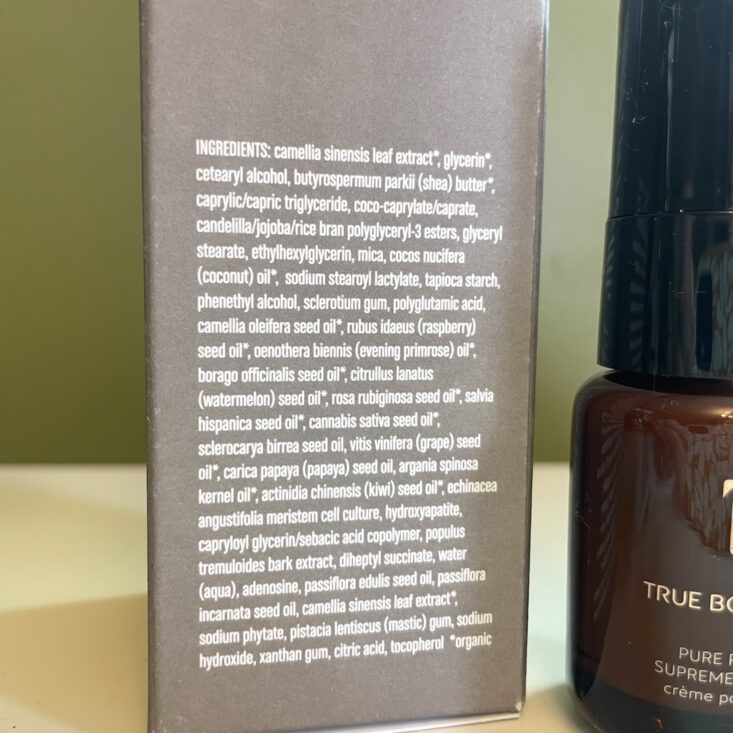 INGREDIENTS: camellia sinensis leaf extract*, glycerin*,
cetearyl alcohol, butyrospermum parkii (shea) butter*,
caprylic/capric triglyceride, coco-caprylate/caprate,
candelilla/jojoba/rice bran polyglyceryl-3 esters, glyceryl
stearate, ethylhexylglycerin, mica, cocos nucifera
(coconut) oil*, sodium stearoyl lactylate, tapioca starch,
phenethyl alcohol, sclerotium gum, polyglutamic acid,
camellia oleifera seed oil*, rubus idaeus (raspberry)
seed oil*, oenothera biennis (evening primrose) oil*,
borago officinalis seed oil*, citrullus lanatus
(watermelon) seed oil*, rosa rubiginosa seed oil*, salvia
hispanica seed oil*, cannabis sativa seed oil*,
sclerocarya birrea seed oil, vitis vinifera (grape) seed
oil*, carica papaya (papaya) seed oil, argania spinosa
kernel oil*, actinidia chinensis (kiwi) seed oil*, echinacea
angustifolia meristem cell culture, hydroxyapatite,
capryloyl glycerin/sebacic acid copolymer, populus
tremuloides bark extract, diheptyl succinate, water
(aqua), adenosine, passiflora edulis seed oil, passiflora
incarnata seed oil, camellia sinensis leaf extract*,
sodium phytate, pistacia lentiscus (mastic) gum, sodium
hydroxide, xanthan gum, citric acid, tocopherol *organic
TRUE BO
PURE
SUPREME
crème